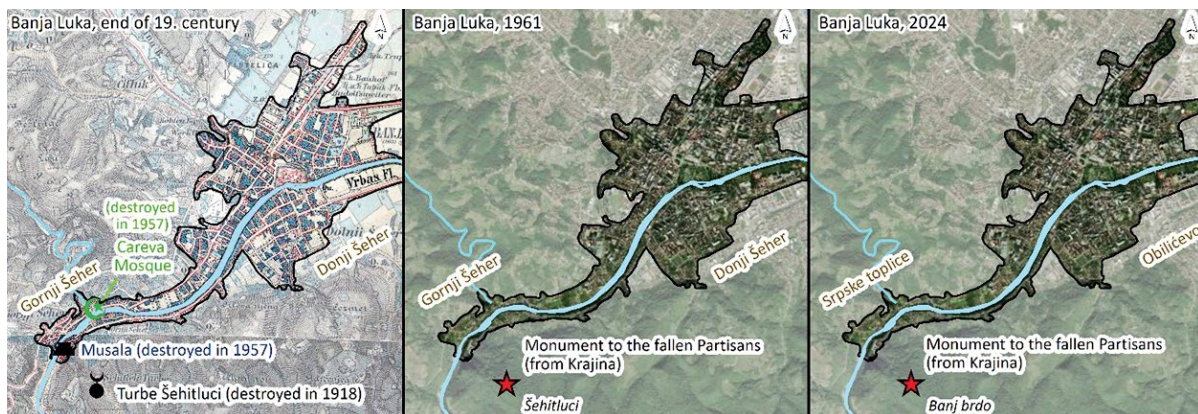 Banja Luka, end of 19. century
N
(destroyed
in 1957)
Careva
Mosque
Gornji Šeher
Vrbas Fl.
Donji Šeher
Musala (destroyed in 1957)
Turbe Šehitluci (destroyed in 1918)
Banja Luka, 1961
N
Gornji Šeher
Donji Šeher
Monument to the fallen Partisans
(from Krajina)
Šehitluci
Banja Luka, 2024
N
Srpske toplice
Obilićevo
Monument to the fallen Partisans
(from Krajina)
Banj brdo